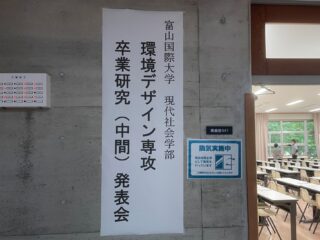 富山国際大学 現代社会学部
環境デザイン専攻
卒業研究（中間）発表会
換気実施中